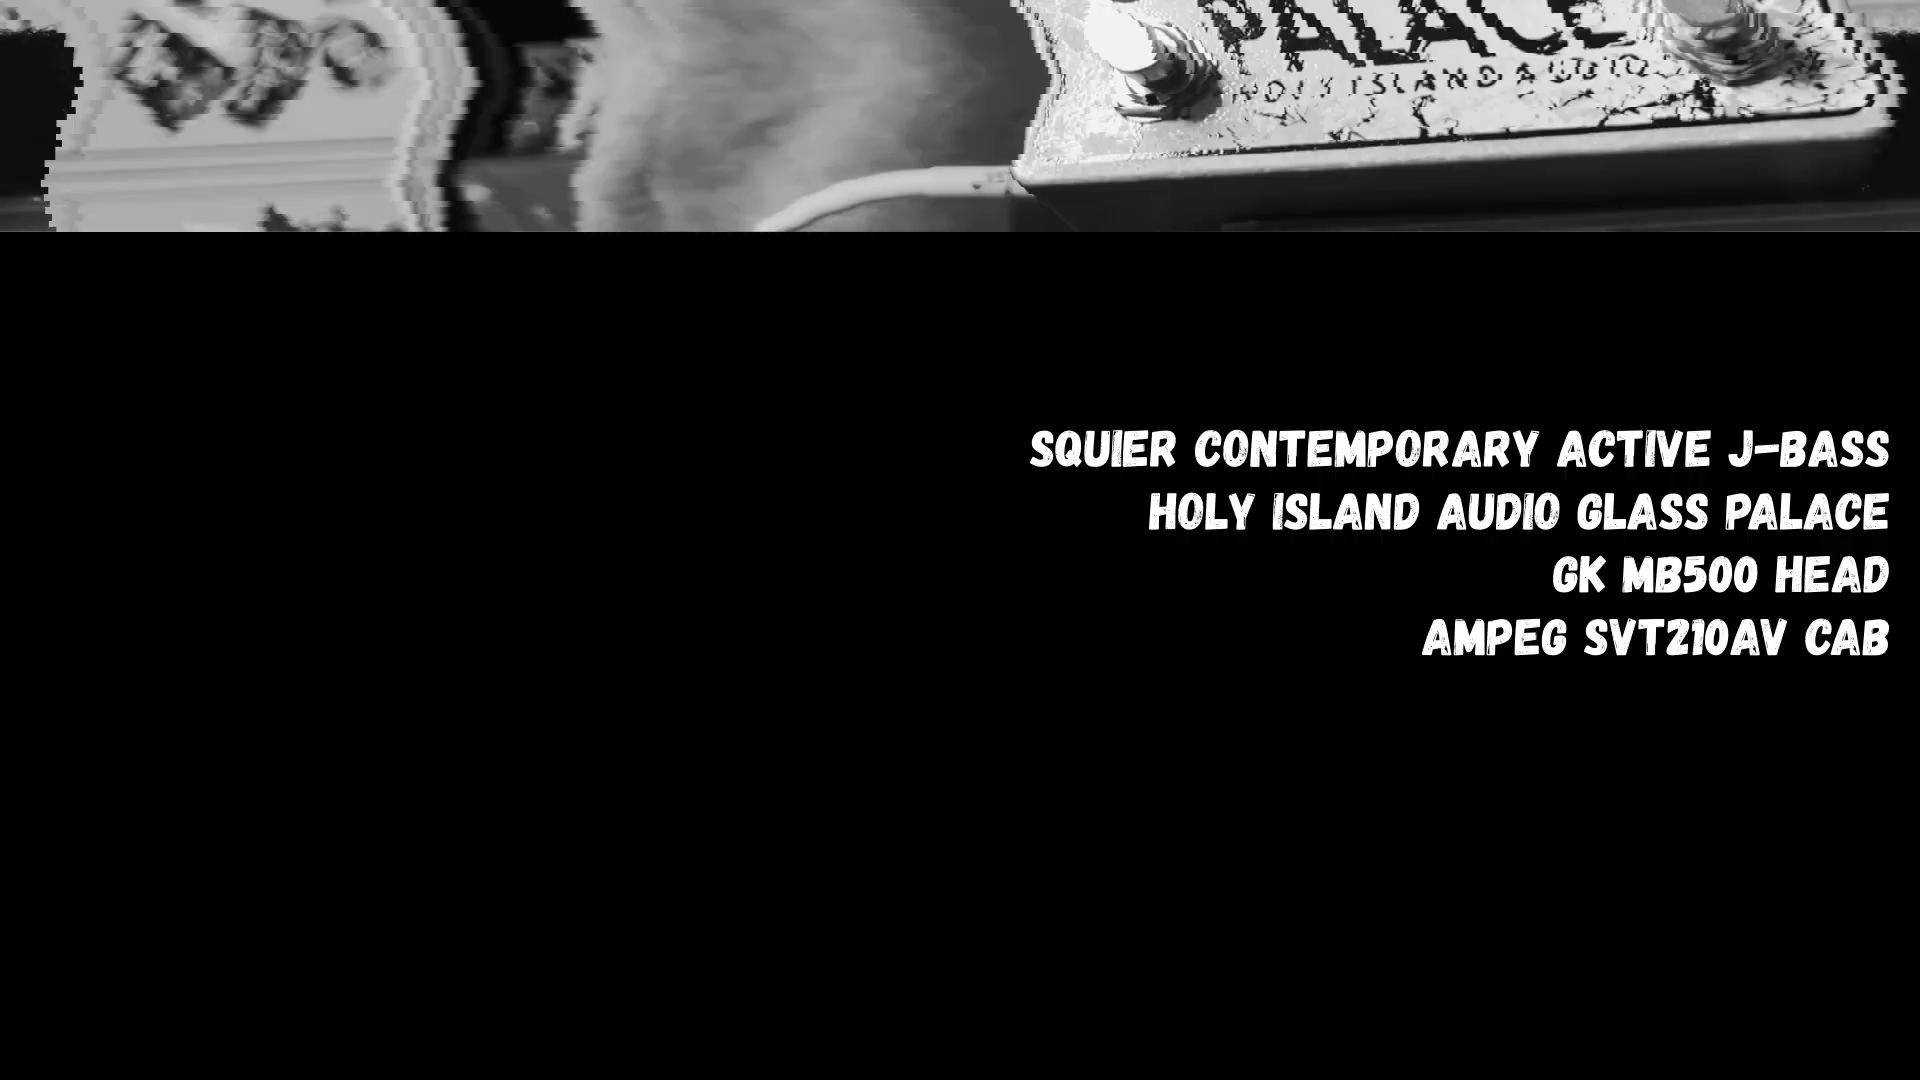 PALACE
HOLY ISLAND AUDIO
SQUIER CONTEMPORARY ACTIVE J-BASS
HOLY ISLAND AUDIO GLASS PALACE
GK MB500 HEAD
AMPEG SVT210AV CAB